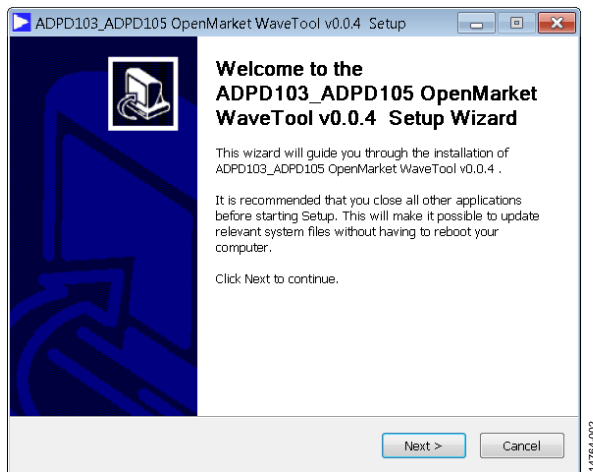 ADPD103_ADPD105 OpenMarket WaveTool v0.0.4 Setup
Welcome to the
ADPD103_ADPD105 OpenMarket
WaveTool v0.0.4 Setup Wizard
This wizard will guide you through the installation of
ADPD103_ADPD105 OpenMarket WaveTool v0.0.4 .
It is recommended that you close all other applications
before starting Setup. This will make it possible to update
relevant system files without having to reboot your
computer.
Click Next to continue.
Next >
Cancel